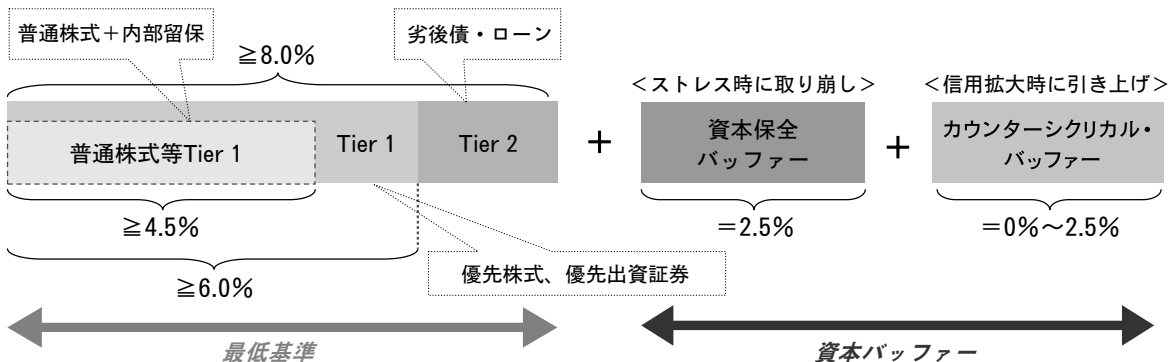 普通株式＋内部留保
劣後債・ローン
≧8.0%
＜ストレス時に取り崩し＞
＜信用拡大時に引き上げ＞
普通株式等Tier 1
Tier 1
Tier 2
＋
資本保全
バッファー
＋
カウンターシクリカル・
バッファー
≧4.5%
＝2.5%
＝0%～2.5%
優先株式、優先出資証券
≧6.0%
最低基準
資本バッファー